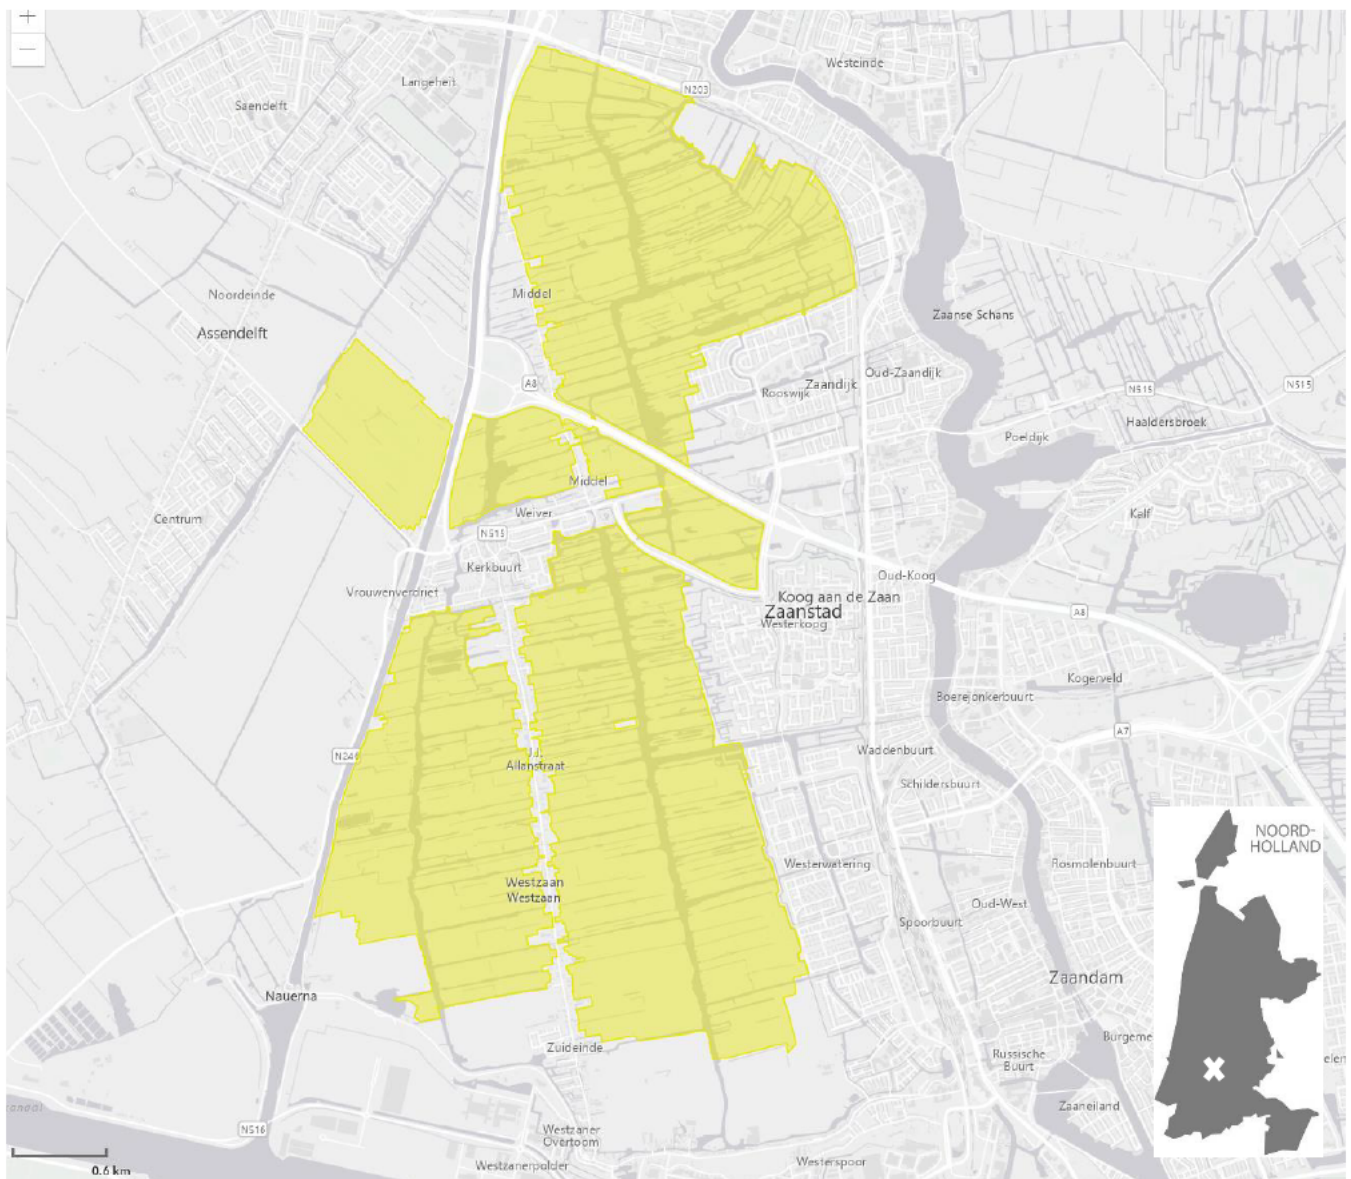 +
−
Westeinde
Langeheit
N203
Saendelft
Noordeinde
Middel
Assendelft
Zaanse Schans
A8
Oud-Zaandijk
Zaandijk
Rooswijk
N515
N515
Haaldersbroek
Poeldijk
Middel
Centrum
Weiver
Kalf
N515
Kerkbuurt
Oud-Koog
Vrouwenverdriet
Koog aan de Zaan
Zaanstad
Westerkoog
A8
Kogerveld
Boerejonkerbuurt
A7
N246
J.J.
Allanstraat
Waddenbuurt
Schildersbuurt
NOORD-
HOLLAND
Westerwatering
Rosmolenbuurt
Westzaan
Westzaan
Oud-West
Spoorbuurt
Zaandam
Nauerna
Burgeme
Zuideinde
Russische
Buurt
elen
Zaaneiland
N516
Westzaner
Overtoom
Westzanerpolder
Westerspoor
0.6 km